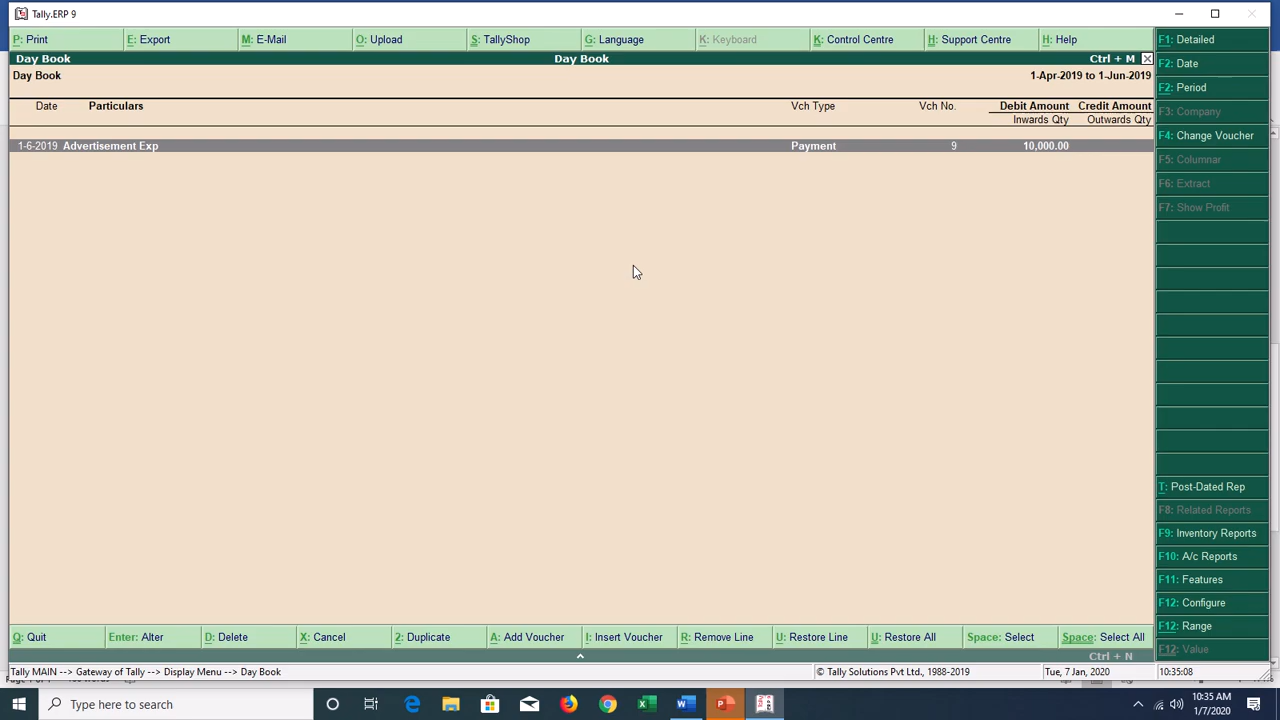 Tally.ERP 9
P: Print E: Export M: E-Mail O: Upload S: TallyShop G: Language K: Keyboard K: Control Centre H: Support Centre H: Help
Day Book Day Book Ctrl + M
Day Book 1-Apr-2019 to 1-Jun-2019
Date Particulars Vch Type Vch No. Debit Amount Credit Amount
Inwards Qty Outwards Qty
1-6-2019 Advertisement Exp Payment 9 10,000.00
F1: Detailed
F2: Date
F2: Period
F3: Company
F4: Change Voucher
F5: Columnar
F6: Extract
F7: Show Profit
T: Post-Dated Rep
F8: Related Reports
F9: Inventory Reports
F10: A/c Reports
F11: Features
F12: Configure
F12: Range
F12: Value
Q: Quit Enter: Alter D: Delete X: Cancel 2: Duplicate A: Add Voucher I: Insert Voucher R: Remove Line U: Restore Line U: Restore All Space: Select Space: Select All
Ctrl + N
Tally MAIN --> Gateway of Tally --> Display Menu --> Day Book © Tally Solutions Pvt Ltd., 1988-2019 Tue, 7 Jan, 2020 10:35:08
Type here to search 10:35 AM
1/7/2020